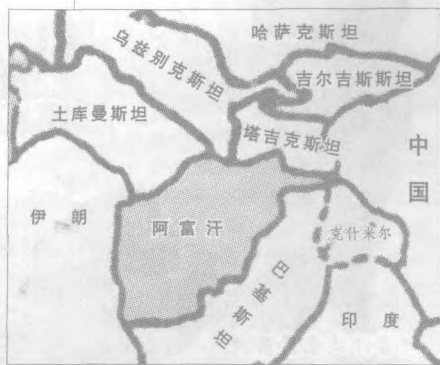 哈萨克斯坦
乌兹别克斯坦
吉尔吉斯斯坦
土库曼斯坦
塔吉克斯坦
中国
伊朗
阿富汗
克什米尔
巴基斯坦
印度